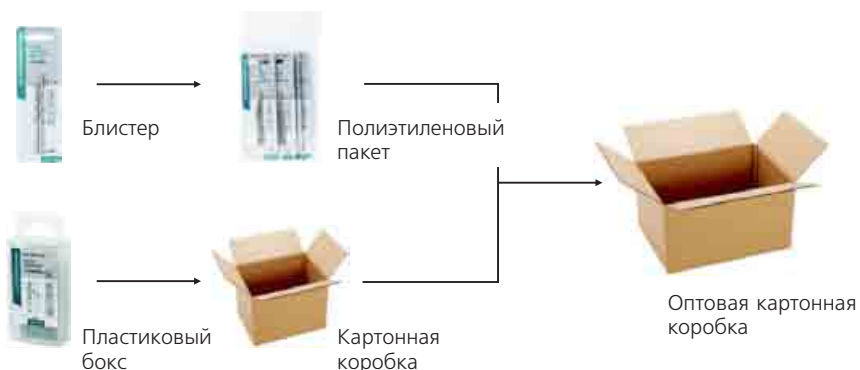 Блистер
Полиэтиленовый
пакет
Оптовая картонная
коробка
Пластиковый
бокс
Картонная
коробка